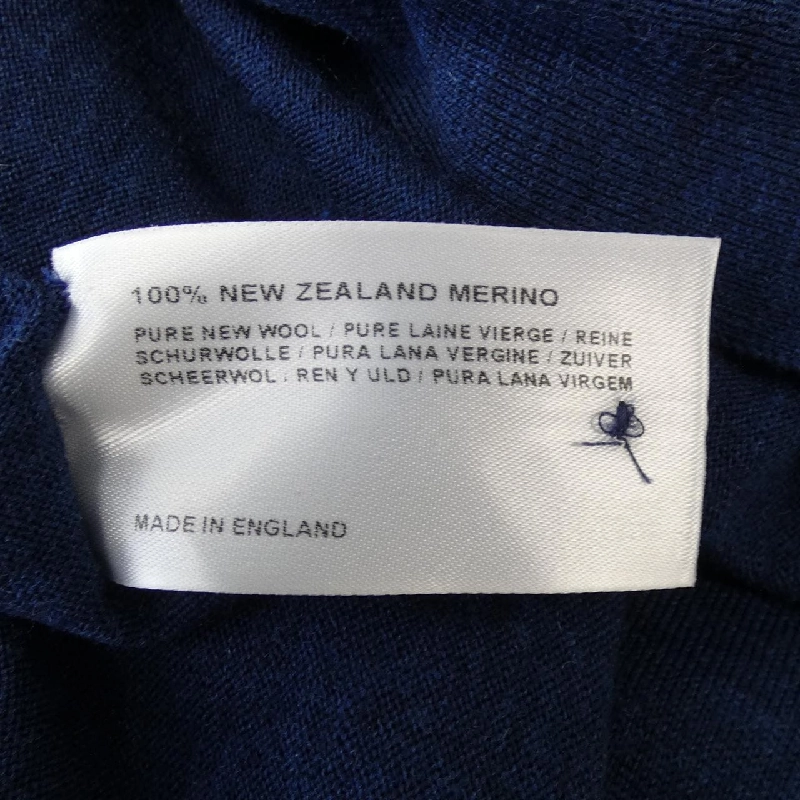 100% NEW ZEALAND MERINO
PURE NEW WOOL / PURE LAINE VIERGE / REINE
SCHURWOLLE / PURA LANA VERGINE / ZUIVER
SCHEERWOL / REN Y ULD / PURA LANA VIRGEM
MADE IN ENGLAND